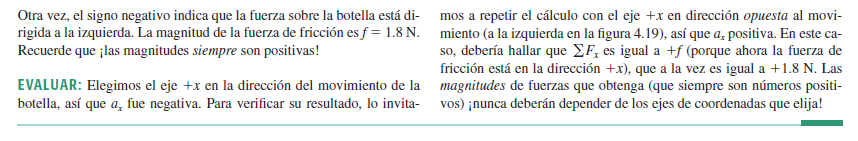 Otra vez, el signo negativo indica que la fuerza sobre la botella está di-
rigida a la izquierda. La magnitud de la fuerza de fricción es f = 1.8 N.
Recuerde que ¡las magnitudes siempre son positivas!
EVALUAR: Elegimos el eje +x en la dirección del movimiento de la
botella, así que aₓ fue negativa. Para verificar su resultado, lo invita-
mos a repetir el cálculo con el eje +x en dirección opuesta al movi-
miento (a la izquierda en la figura 4.19), así que aₓ positiva. En este ca-
so, debería hallar que ΣFₓ es igual a +f (porque ahora la fuerza de
fricción está en la dirección +x), que a la vez es igual a +1.8 N. Las
magnitudes de fuerzas que obtenga (que siempre son números positi-
vos) ¡nunca deberán depender de los ejes de coordenadas que elija!